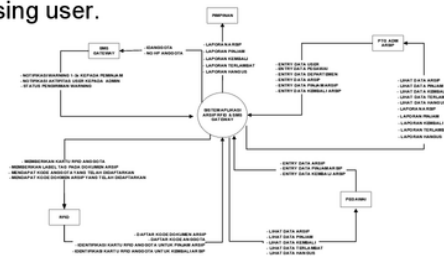 sing user.
PIMPINAN
SMS
GATEWAY
- IDANGGOTA
- NO HP ANGGOTA
- LAPORAN ARSIP
- LAPORAN PINJAM
- LAPORAN KEMBALI
- LAPORAN TERLAMBAT
- LAPORAN HANGUS
PTG ADM
ARSIP
- ENTRY DATA USER
- ENTRY DATA PEGAWAI
- ENTRY DATA DEPARTEMEN
- ENTRY DATA ARSIP
- ENTRY DATA PINJAM ARSIP
- ENTRY DATA KEMBALI ARSIP
- NOTIFIKASI WARNING 1-3x KEPADA PEMINJAM
- NOTIFIKASI AKTIFITAS USER KEPADA ADMIN
- STATUS PENGIRIMAN WARNING
- LIHAT DATA ARSIP
- LIHAT DATA PINJAM
- LIHAT DATA KEMBALI
- LIHAT DATA TERLAM
- LIHAT DATA HANGUS
- LAPORAN ARSIP
- LAPORAN PINJAM
- LAPORAN KEMBALI
- LAPORAN TERLAMB
- LAPORAN HANGUS
SISTEM APLIKASI
ARSIP RFID & SMS
GATEWAY
- MEMBERIKAN KARTU RFID ANGGOTA
- MEMBERIKAN LABEL TAG PADA DOKUMEN ARSIP
- MENDAPAT KODE ANGGOTA YANG TELAH DIDAFTARKAN
- MENDAPAT KODE DOKMEN ARSIP YANG TELAH DIDAFTARKAN
- ENTRY DATA ARSIP
- ENTRY DATA PINJAM ARSIP
- ENTRY DATA KEMBALI ARSIP
RFID
PEGAWAI
- DAFTAR KODE DOKUMEN ARSIP
- DAFTAR KODE ANGGOTA
- IDENTIFIKASI KARTU RFID ANGGOTA UNTUK PINJAM ARSIP
- IDENTIFIKASI KARTU RFID ANGGOTA UNTUK KEMBALI ARSIP
- LIHAT DATA ARSIP
- LIHAT DATA PINJAM
- LIHAT DATA KEMBALI
- LIHAT DATA TERLAMBAT
- LIHAT DATA HANGUS